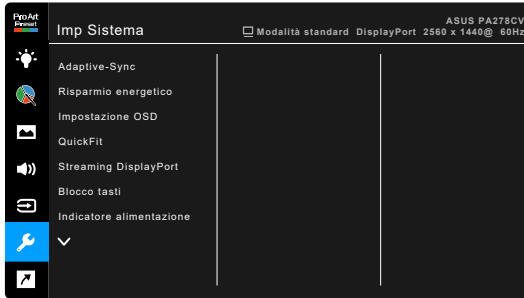 ProArt
Preset
Imp Sistema
ASUS PA278CV
Modalità standard DisplayPort 2560 x 1440@ 60Hz
Adaptive-Sync
Risparmio energetico
Impostazione OSD
QuickFit
Streaming DisplayPort
Blocco tasti
Indicatore alimentazione